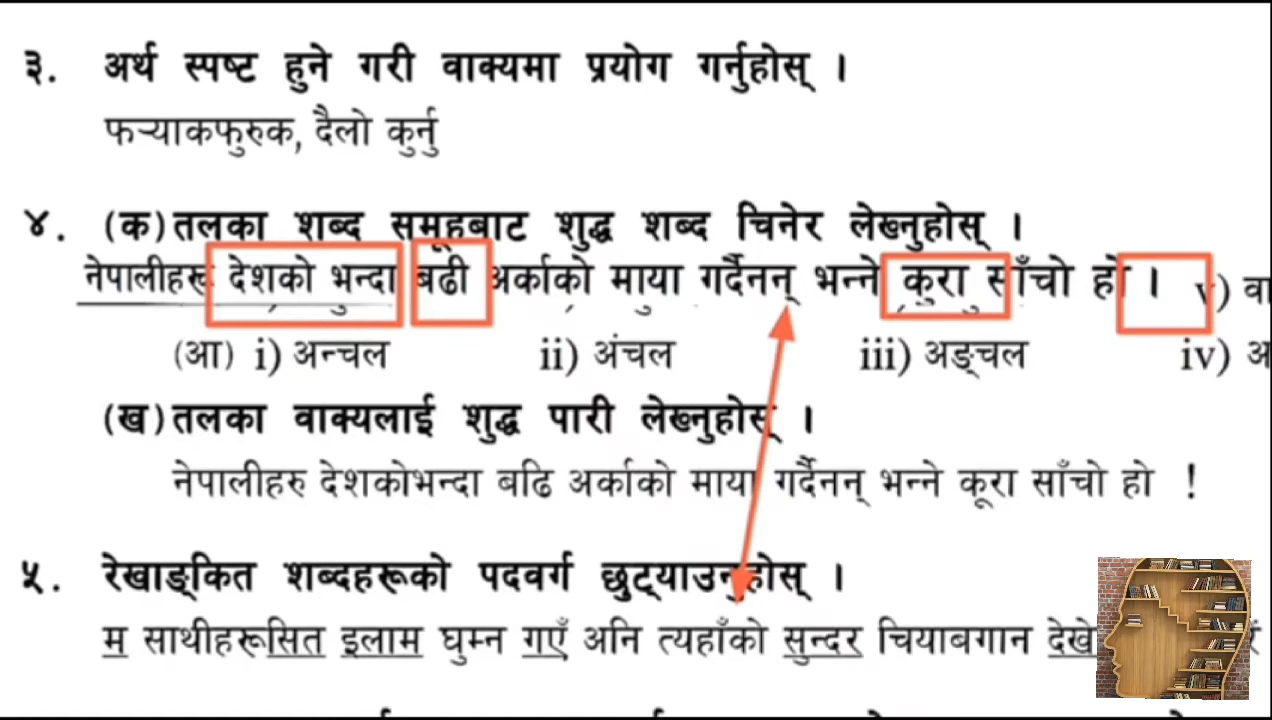 ३. अर्थ स्पष्ट हुने गरी वाक्यमा प्रयोग गर्नुहोस् ।
फर्‍याकफुरुक, दैलो कुर्नु
४. (क) तलका शब्द समूहबाट शुद्ध शब्द चिनेर लेख्नुहोस् ।
नेपालीहरू देशको भन्दा बढी अर्काको माया गर्दैनन् भन्ने कुरा साँचो हो । v)
(आ) i) अन्चल ii) अंचल iii) अङ्चल iv)
(ख) तलका वाक्यलाई शुद्ध पारी लेख्नुहोस् ।
नेपालीहरु देशकोभन्दा बढि अर्काको माया गर्दैनन् भन्ने कूरा साँचो हो !
५. रेखाङ्कित शब्दहरूको पदवर्ग छुट्याउनुहोस् ।
म साथीहरूसित इलाम घुम्न गएँ अनि त्यहाँको सुन्दर चियाबगान